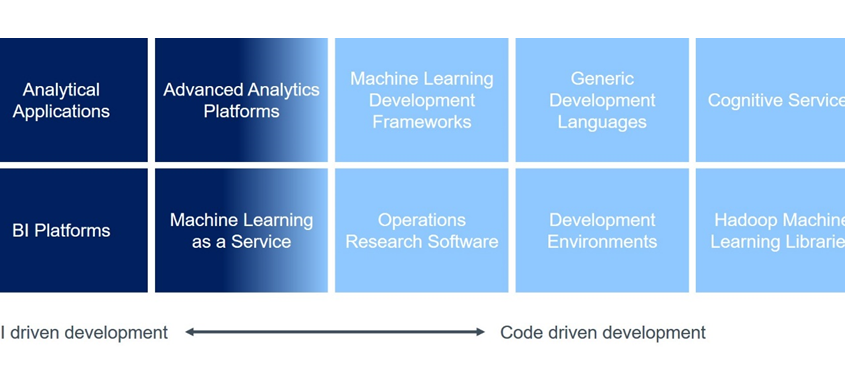 Analytical
Applications
Advanced Analytics
Platforms
Machine Learning
Development
Frameworks
Generic
Development
Languages
Cognitive Service
BI Platforms
Machine Learning
as a Service
Operations
Research Software
Development
Environments
Hadoop Machine
Learning Librarie
I driven development
Code driven development